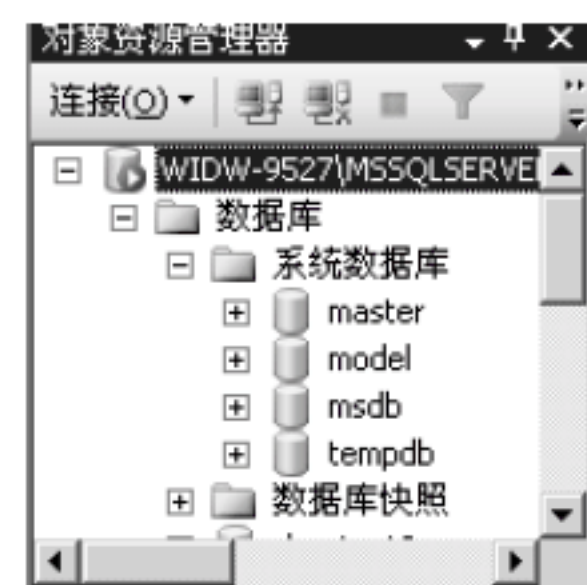 对象资源管理器
连接(O)
WIDW-9527\MSSQLSERVE
数据库
系统数据库
master
model
msdb
tempdb
数据库快照